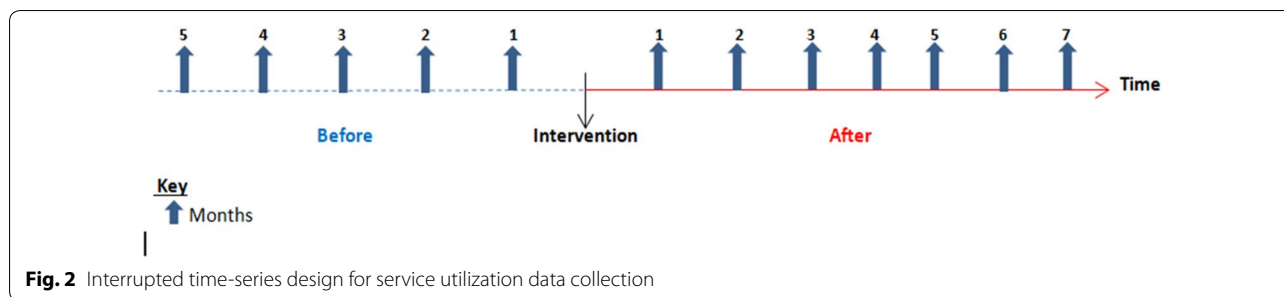 5 4 3 2 1 1 2 3 4 5 6 7
Time
Before Intervention After
Key
Months
Fig. 2 Interrupted time-series design for service utilization data collection